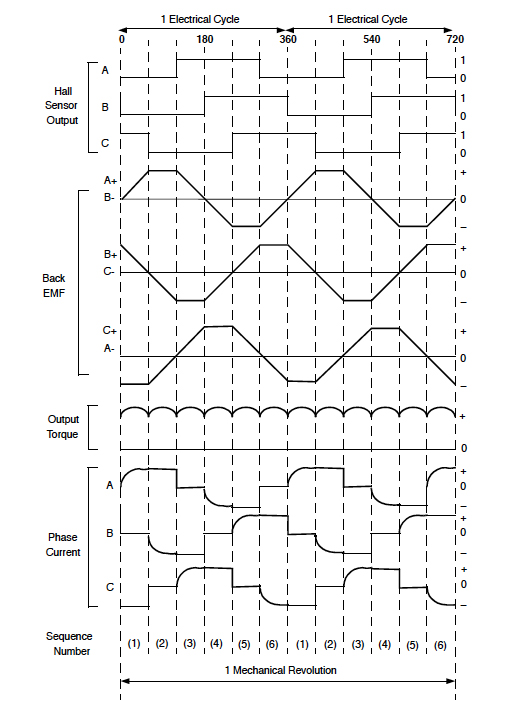 1 Electrical Cycle 1 Electrical Cycle
0 180 360 540 720
Hall
Sensor
Output
A 1
0
B 1
0
C 1
0
Back
EMF
A+ +
B- 0
–
B+ +
C- 0
–
C+ +
A- 0
–
Output
Torque
+
0
Phase
Current
A +
0
–
B +
0
–
C +
0
–
Sequence
Number
(1) (2) (3) (4) (5) (6) (1) (2) (3) (4) (5) (6)
1 Mechanical Revolution